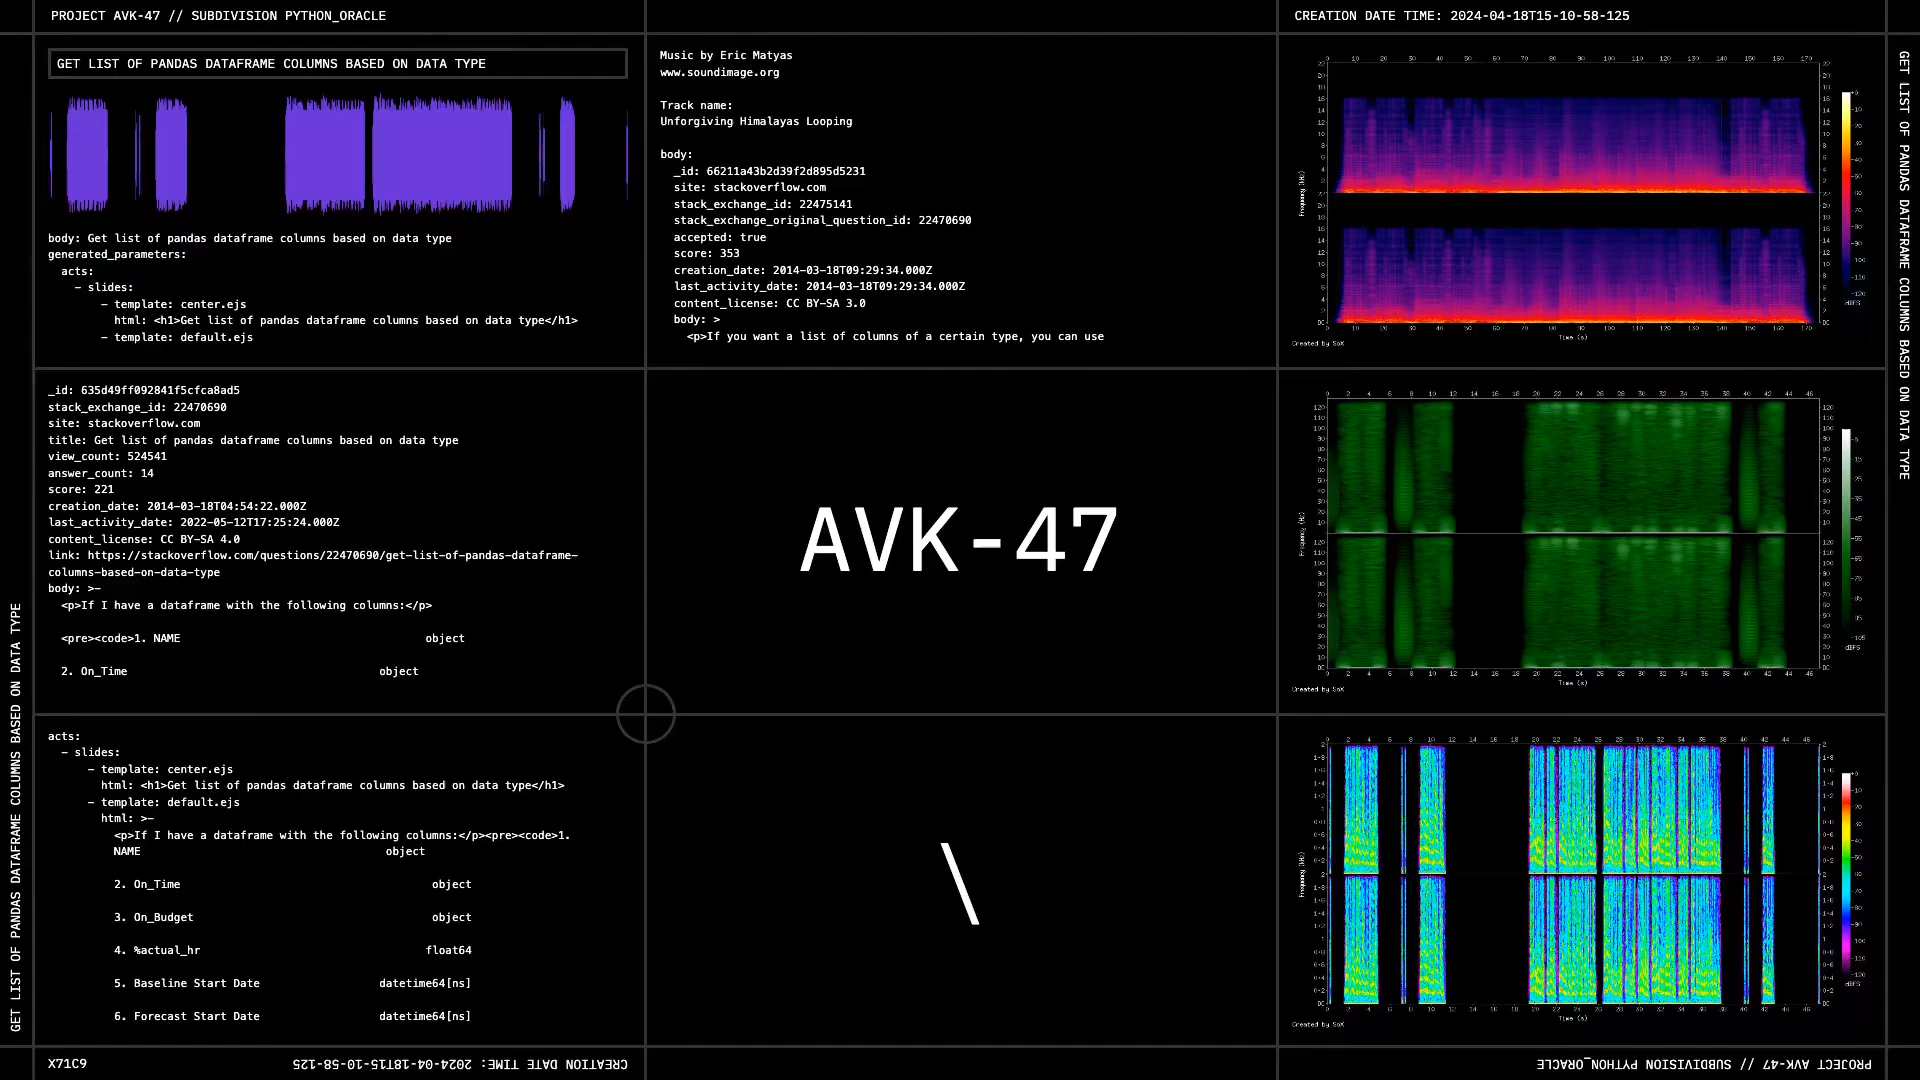 PROJECT AVK-47 // SUBDIVISION PYTHON_ORACLE
CREATION DATE TIME: 2024-04-18T15-10-58-125
GET LIST OF PANDAS DATAFRAME COLUMNS BASED ON DATA TYPE
body: Get list of pandas dataframe columns based on data type
generated_parameters:
acts:
- slides:
- template: center.ejs
html: <h1>Get list of pandas dataframe columns based on data type</h1>
- template: default.ejs
Music by Eric Matyas
www.soundimage.org
Track name:
Unforgiving Himalayas Looping
body:
_id: 66211a43b2d39f2d895d5231
site: stackoverflow.com
stack_exchange_id: 22475141
stack_exchange_original_question_id: 22470690
accepted: true
score: 353
creation_date: 2014-03-18T09:29:34.000Z
last_activity_date: 2014-03-18T09:29:34.000Z
content_license: CC BY-SA 3.0
body: >
<p>If you want a list of columns of a certain type, you can use
Frequency (kHz)
Time (s)
dBFS
Created by SoX
GET LIST OF PANDAS DATAFRAME COLUMNS BASED ON DATA TYPE
_id: 635d49ff092841f5cfca8ad5
stack_exchange_id: 22470690
site: stackoverflow.com
title: Get list of pandas dataframe columns based on data type
view_count: 524541
answer_count: 14
score: 221
creation_date: 2014-03-18T04:54:22.000Z
last_activity_date: 2022-05-12T17:25:24.000Z
content_license: CC BY-SA 4.0
link: https://stackoverflow.com/questions/22470690/get-list-of-pandas-dataframe-
columns-based-on-data-type
body: >-
<p>If I have a dataframe with the following columns:</p>
<pre><code>1. NAME object
2. On_Time object
AVK-47
Frequency (Hz)
Time (s)
dBFS
Created by SoX
GET LIST OF PANDAS DATAFRAME COLUMNS BASED ON DATA TYPE
acts:
- slides:
- template: center.ejs
html: <h1>Get list of pandas dataframe columns based on data type</h1>
- template: default.ejs
html: >-
<p>If I have a dataframe with the following columns:</p><pre><code>1.
NAME object
2. On_Time object
3. On_Budget object
4. %actual_hr float64
5. Baseline Start Date datetime64[ns]
6. Forecast Start Date datetime64[ns]
\
Frequency (kHz)
Time (s)
dBFS
Created by SoX
CREATION DATE TIME: 2024-04-18T15-10-58-125
PROJECT AVK-47 // SUBDIVISION PYTHON_ORACLE